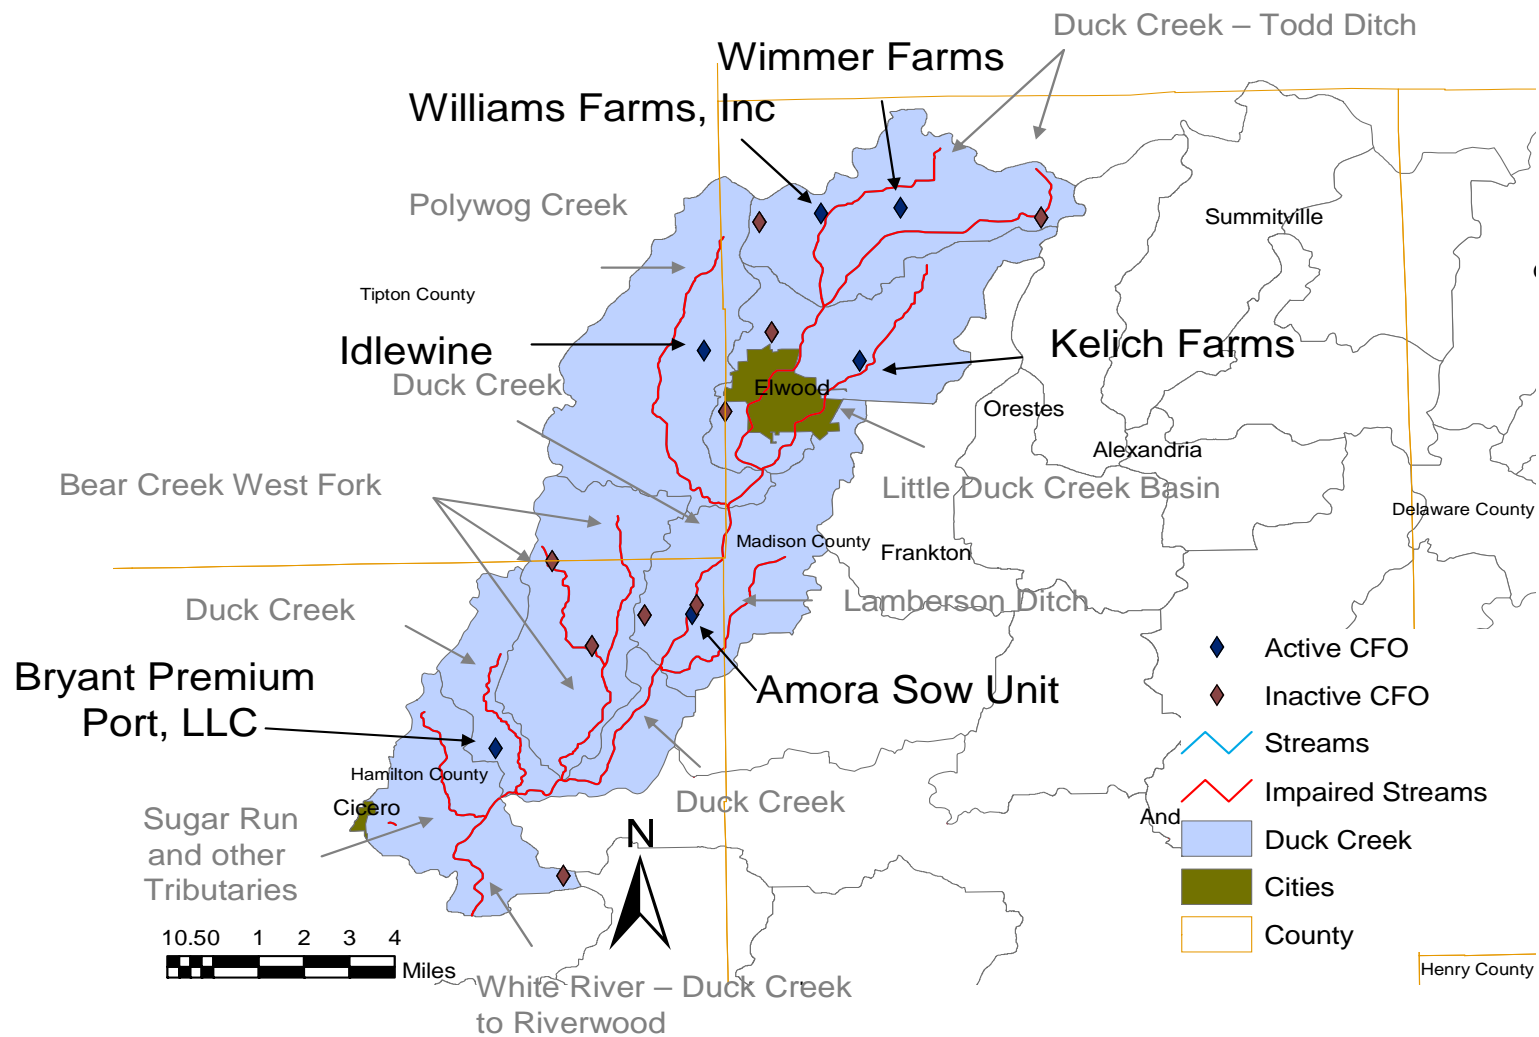 Duck Creek – Todd Ditch
Wimmer Farms
Williams Farms, Inc
Polywog Creek
Summitville
Tipton County
Idlewine
Kelich Farms
Duck Creek
Elwood
Orestes
Alexandria
Bear Creek West Fork
Little Duck Creek Basin
Delaware County
Madison County
Frankton
Duck Creek
Lamberson Ditch
Active CFO
Bryant Premium
Port, LLC
Amora Sow Unit
Inactive CFO
Streams
Hamilton County
Impaired Streams
Cicero
Duck Creek
And
Sugar Run
and other
Tributaries
N
Duck Creek
Cities
County
10.50 1 2 3 4
Miles
Henry County
White River – Duck Creek
to Riverwood